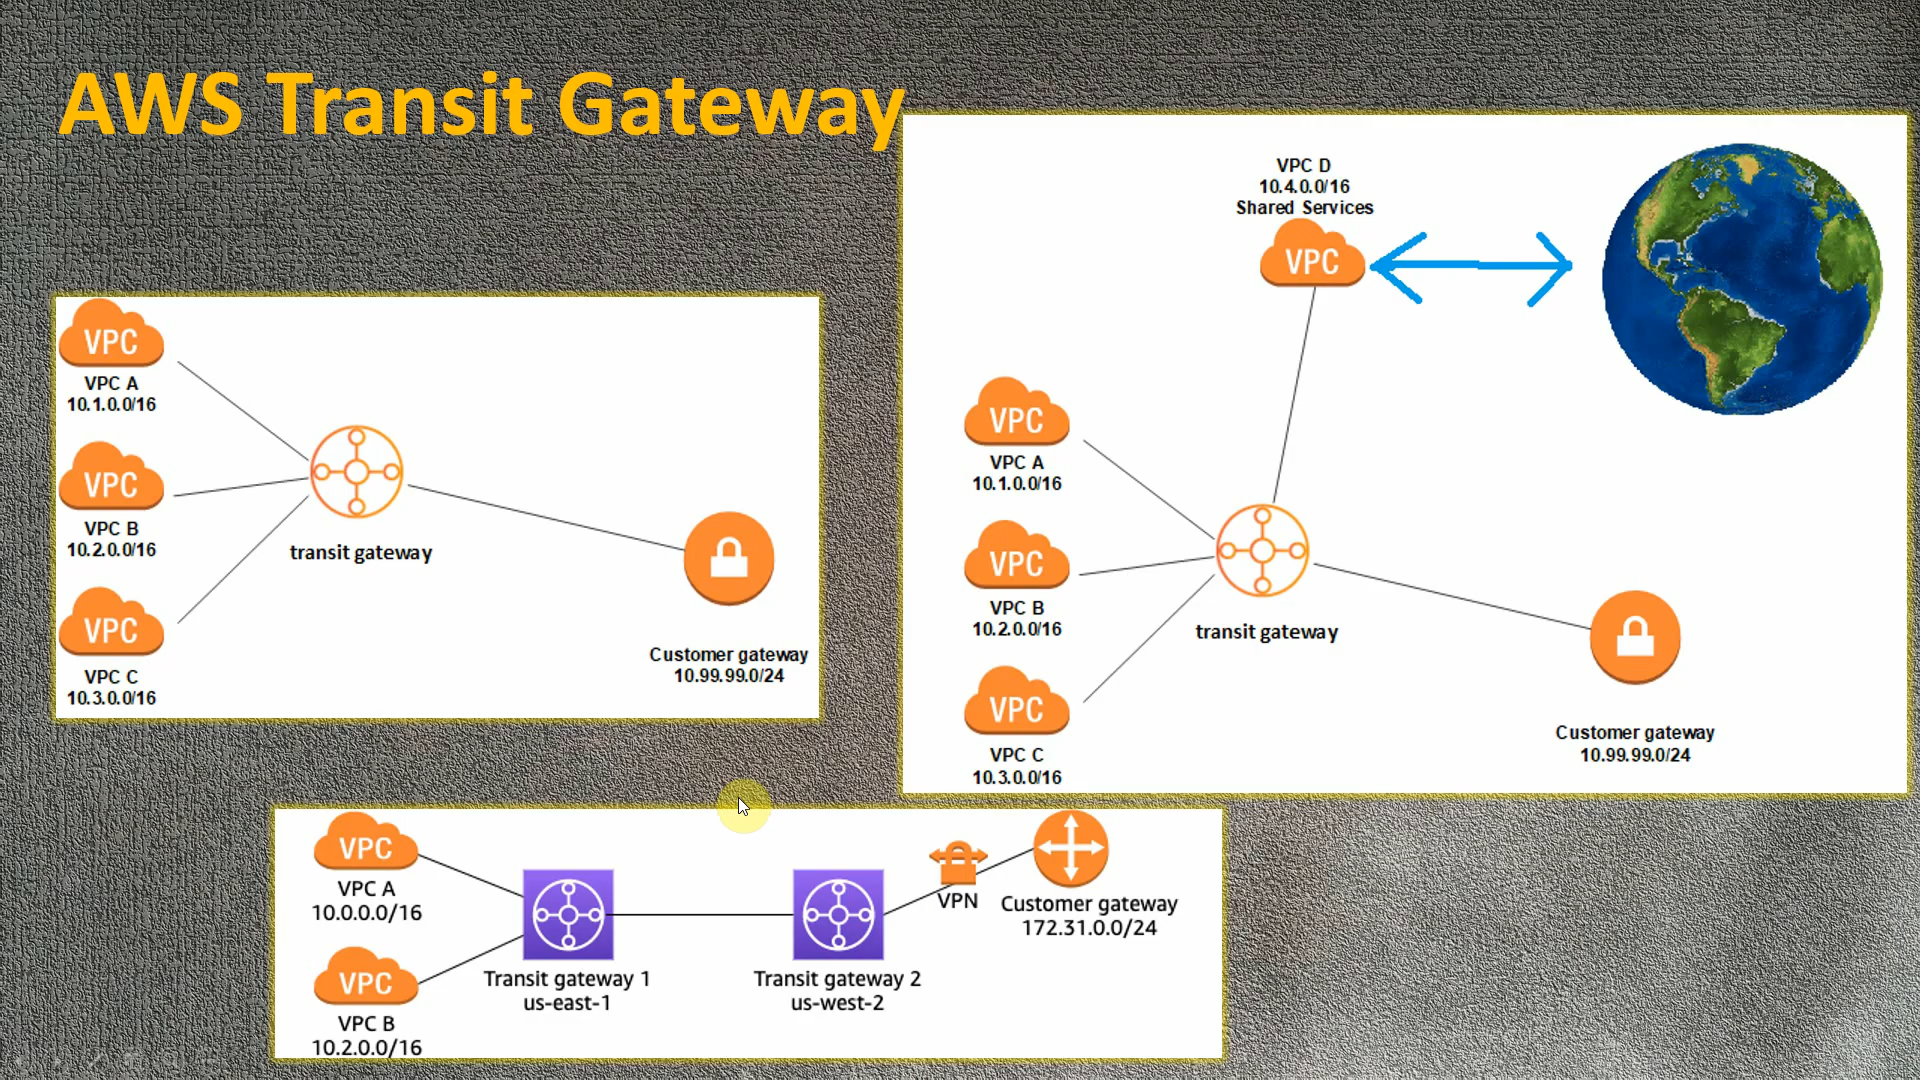 AWS Transit Gateway
VPC
VPC A
10.1.0.0/16
VPC
VPC B
10.2.0.0/16
VPC
VPC C
10.3.0.0/16
transit gateway
Customer gateway
10.99.99.0/24
VPC D
10.4.0.0/16
Shared Services
VPC
VPC
VPC A
10.1.0.0/16
VPC
VPC B
10.2.0.0/16
VPC
VPC C
10.3.0.0/16
transit gateway
Customer gateway
10.99.99.0/24
VPC
VPC A
10.0.0.0/16
VPC
VPC B
10.2.0.0/16
Transit gateway 1
us-east-1
Transit gateway 2
us-west-2
VPN
Customer gateway
172.31.0.0/24